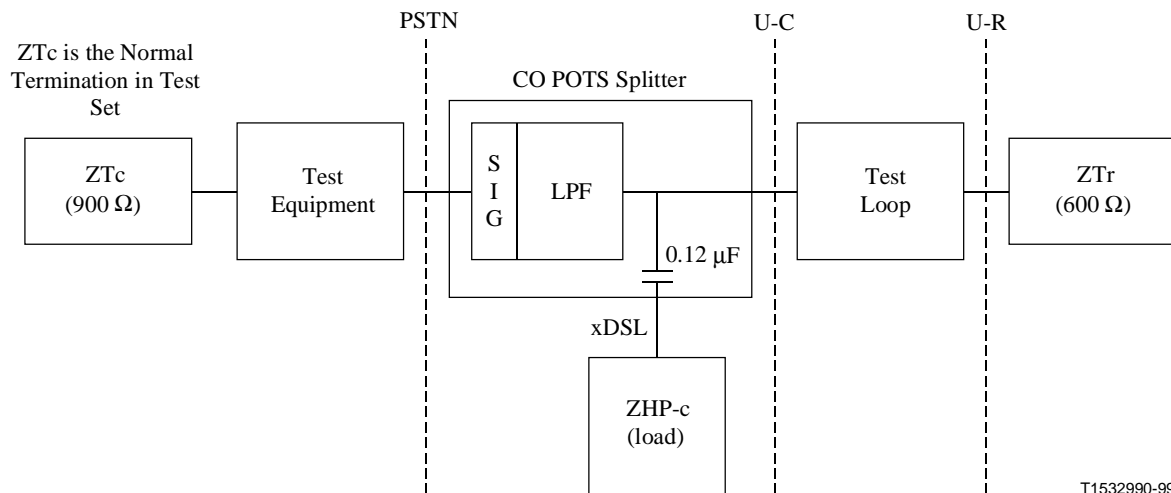 PSTN
U-C
U-R
ZTc is the Normal
Termination in Test
Set
CO POTS Splitter
ZTc
(900 Ω)
Test
Equipment
S
I
G
LPF
0.12 μF
Test
Loop
ZTr
(600 Ω)
xDSL
ZHP-c
(load)
T1532990-99